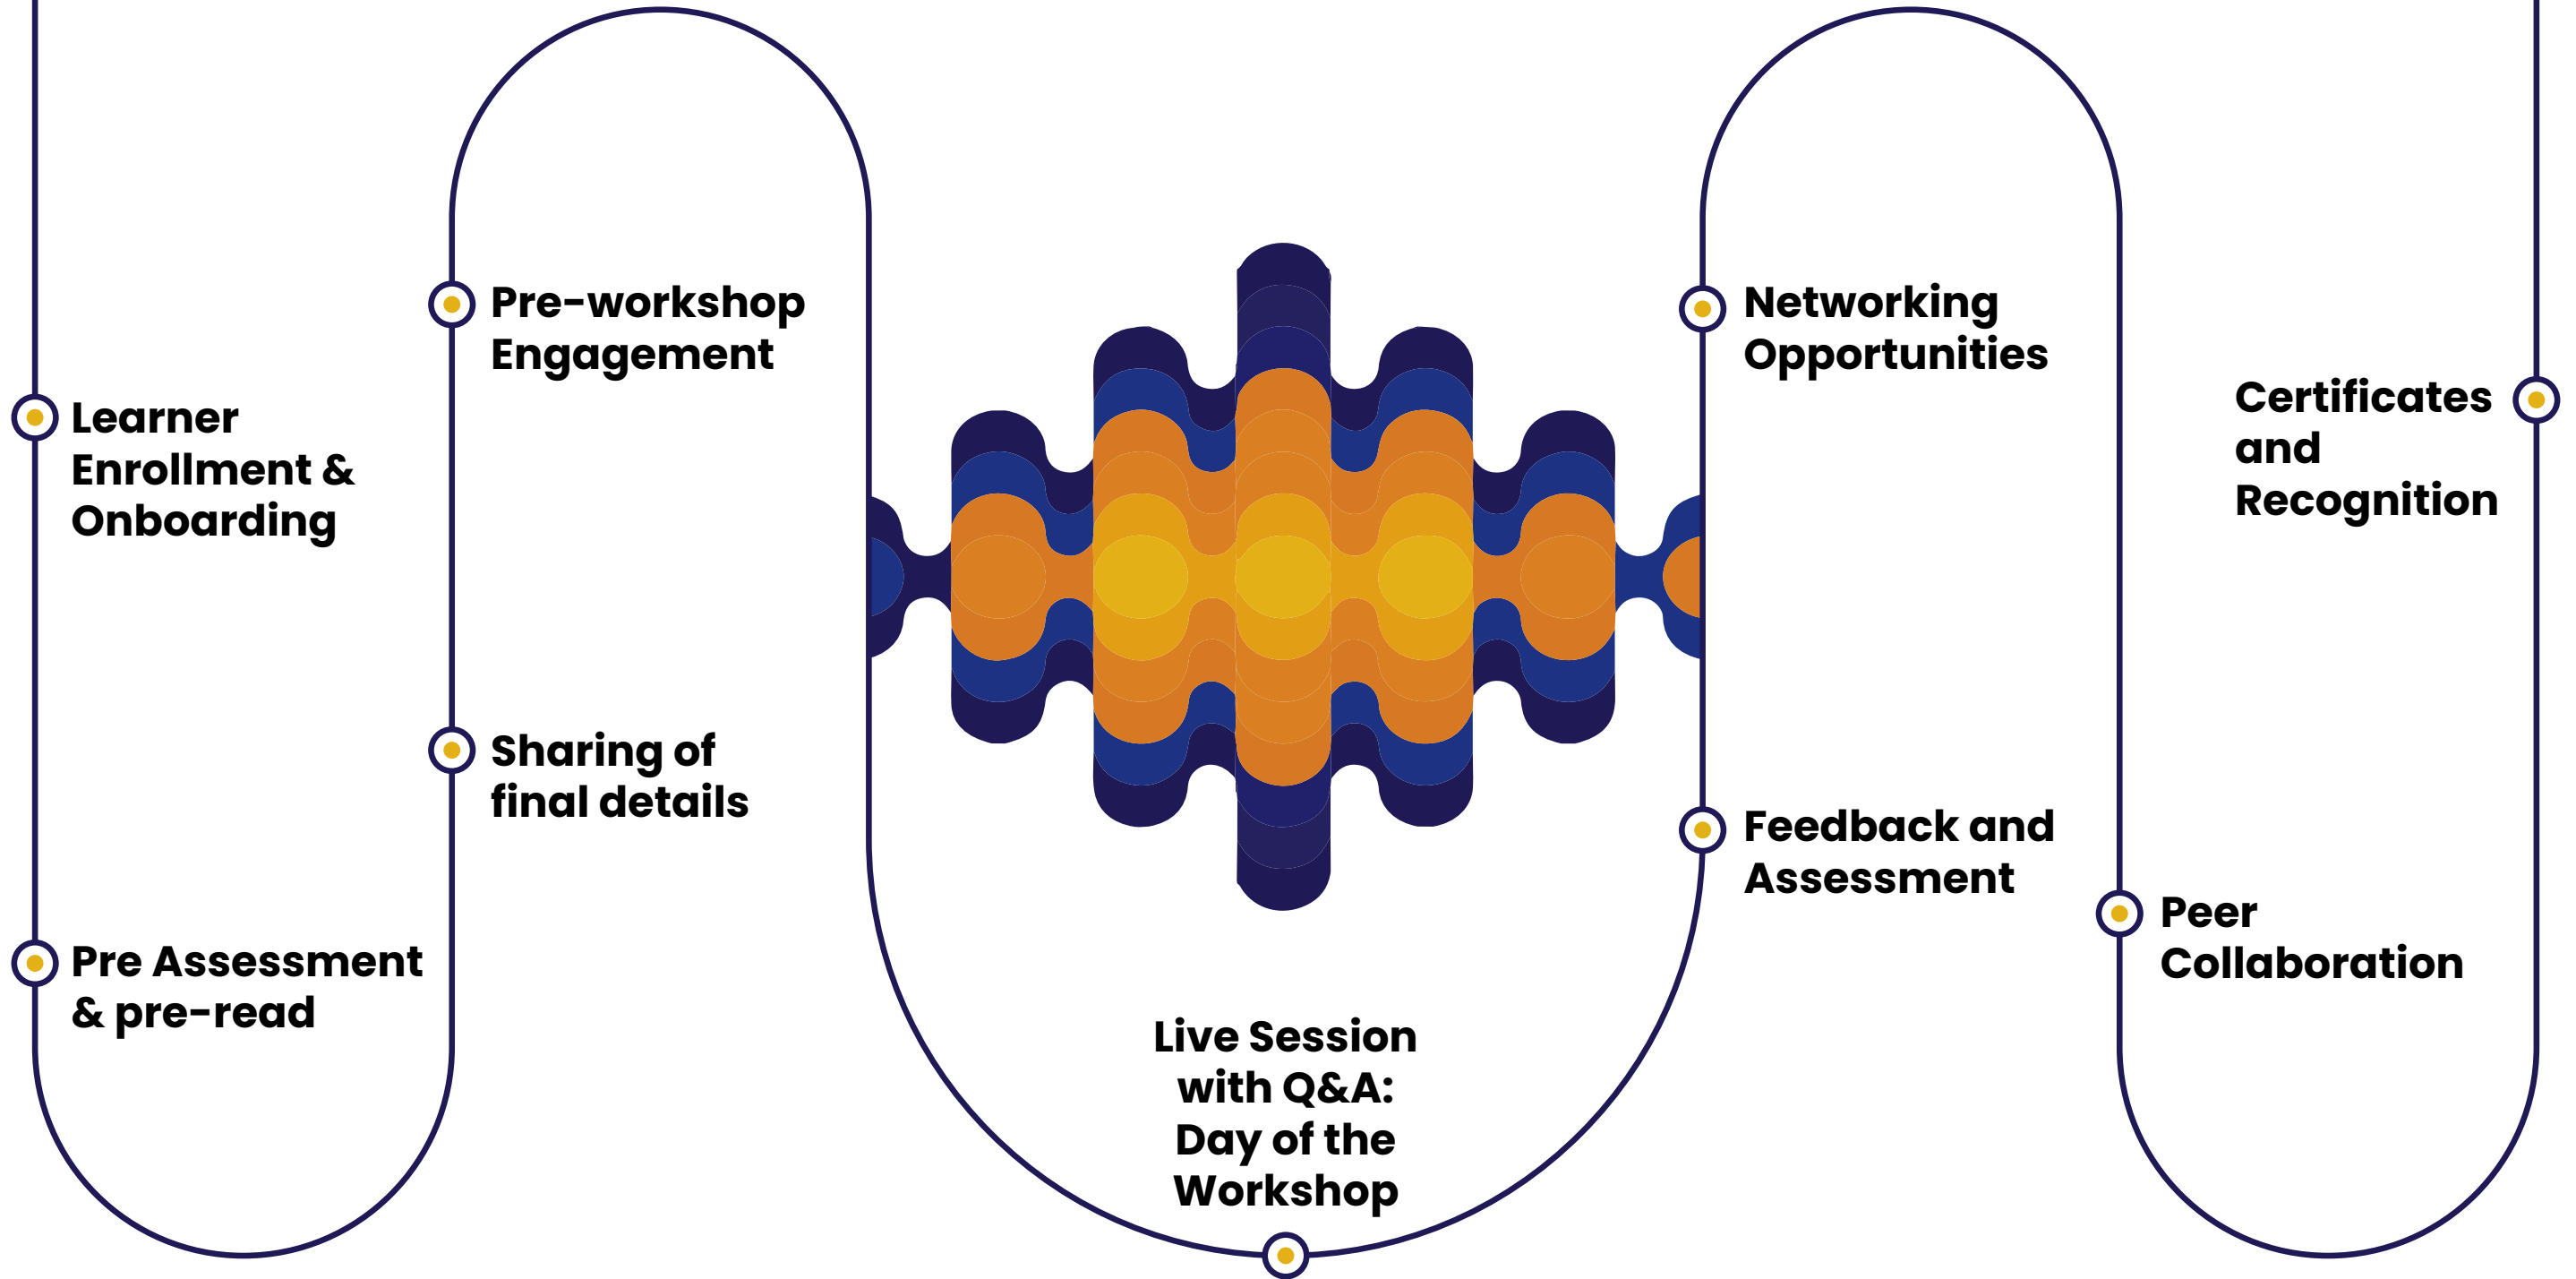 Learner
Enrollment &
Onboarding
Pre Assessment
& pre-read
Sharing of
final details
Pre-workshop
Engagement
Live Session
with Q&A:
Day of the
Workshop
Feedback and
Assessment
Networking
Opportunities
Peer
Collaboration
Certificates
and
Recognition